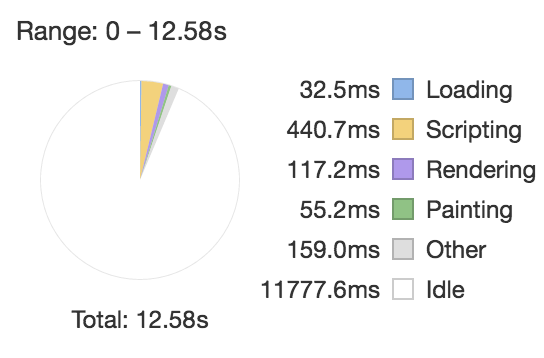 Range: 0 – 12.58s
32.5ms Loading
440.7ms Scripting
117.2ms Rendering
55.2ms Painting
159.0ms Other
11777.6ms Idle
Total: 12.58s